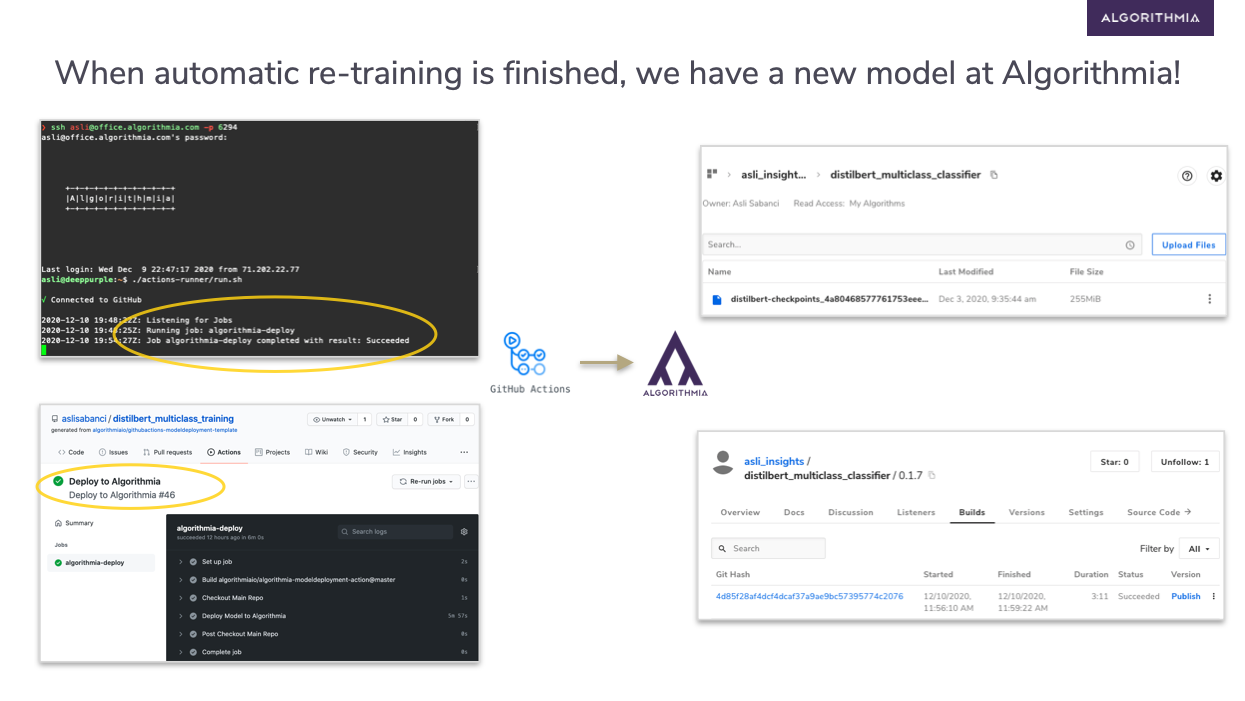 ALGORITHMIA
When automatic re-training is finished, we have a new model at Algorithmia!
❯ ssh asli@office.algorithmia.com -p 6294
asli@office.algorithmia.com's password:
+-+-+-+-+-+-+-+-+-+-+-+
|A|l|g|o|r|i|t|h|m|i|a|
+-+-+-+-+-+-+-+-+-+-+-+
Last login: Wed Dec  9 22:47:17 2020 from 71.202.22.77
asli@deeppurple:~$ ./actions-runner/run.sh
√ Connected to GitHub
2020-12-10 19:48:22Z: Listening for Jobs
2020-12-10 19:48:25Z: Running job: algorithmia-deploy
2020-12-10 19:54:27Z: Job algorithmia-deploy completed with result: Succeeded
aslisabanci / distilbert_multiclass_training
Unwatch 1 Star 0 Fork 0
generated from algorithmiaio/githubactions-modeldeployment-template
Code Issues Pull requests Actions Projects Wiki Security Insights ...
Deploy to Algorithmia
Deploy to Algorithmia #46
Re-run jobs ...
Summary
Jobs
algorithmia-deploy
algorithmia-deploy
succeeded 12 hours ago in 6m 0s
Search logs
Set up job 2s
Build algorithmiaio/algorithmia-modeldeployment-action@master 0s
Checkout Main Repo 1s
Deploy Model to Algorithmia 5m 57s
Post Checkout Main Repo 0s
Complete job 0s
GitHub Actions
ALGORITHMIA
asli_insight... › distilbert_multiclass_classifier
Owner: Asli Sabanci Read Access: My Algorithms
Search...
Upload Files
Name Last Modified File Size
distilbert-checkpoints_4a80468577761753eee... Dec 3, 2020, 9:35:44 am 255MiB
asli_insights /
distilbert_multiclass_classifier / 0.1.7
Star: 0 Unfollow: 1
Overview Docs Discussion Listeners Builds Versions Settings Source Code →
Search
Filter by All
Git Hash Started Finished Duration Status Version
4d85f28af4dcf4dcaf37a9ae9bc57395774c2076 12/10/2020, 11:56:10 AM 12/10/2020, 11:59:22 AM 3:11 Succeeded Publish